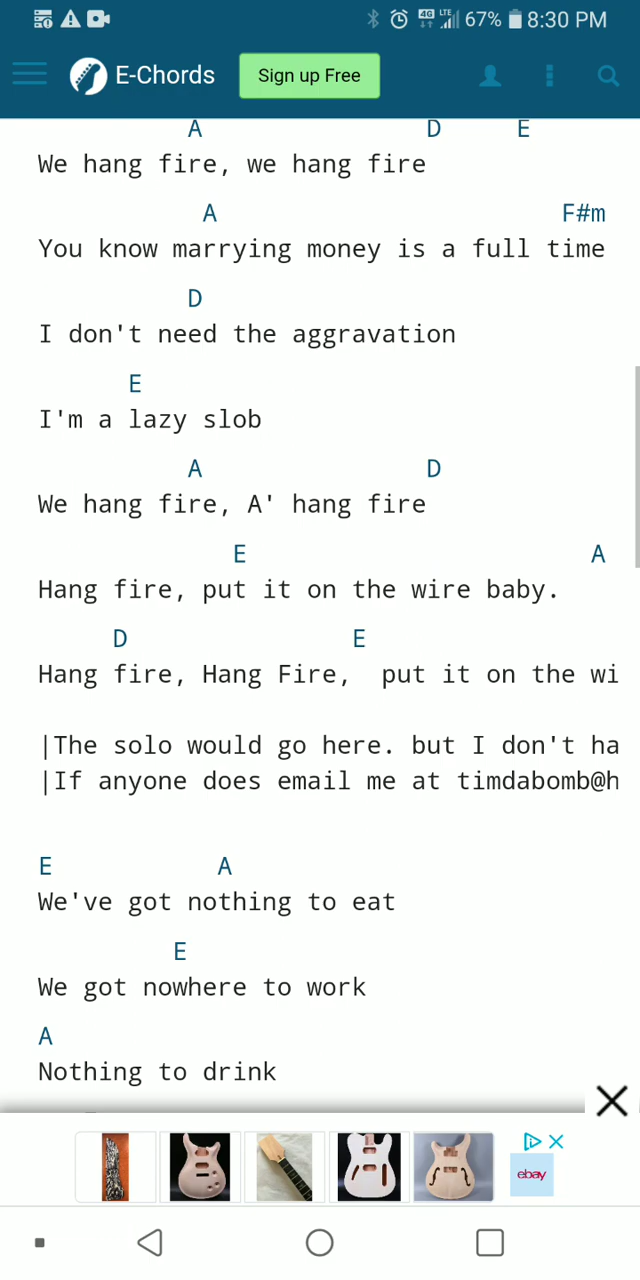 4G LTE 67% 8:30 PM
E-Chords Sign up Free
A D E
We hang fire, we hang fire
A F#m
You know marrying money is a full time
D
I don't need the aggravation
E
I'm a lazy slob
A D
We hang fire, A' hang fire
E A
Hang fire, put it on the wire baby.
D E
Hang fire, Hang Fire,  put it on the wi
|The solo would go here. but I don't ha
|If anyone does email me at timdabomb@h
E A
We've got nothing to eat
E
We got nowhere to work
A
Nothing to drink
ebay